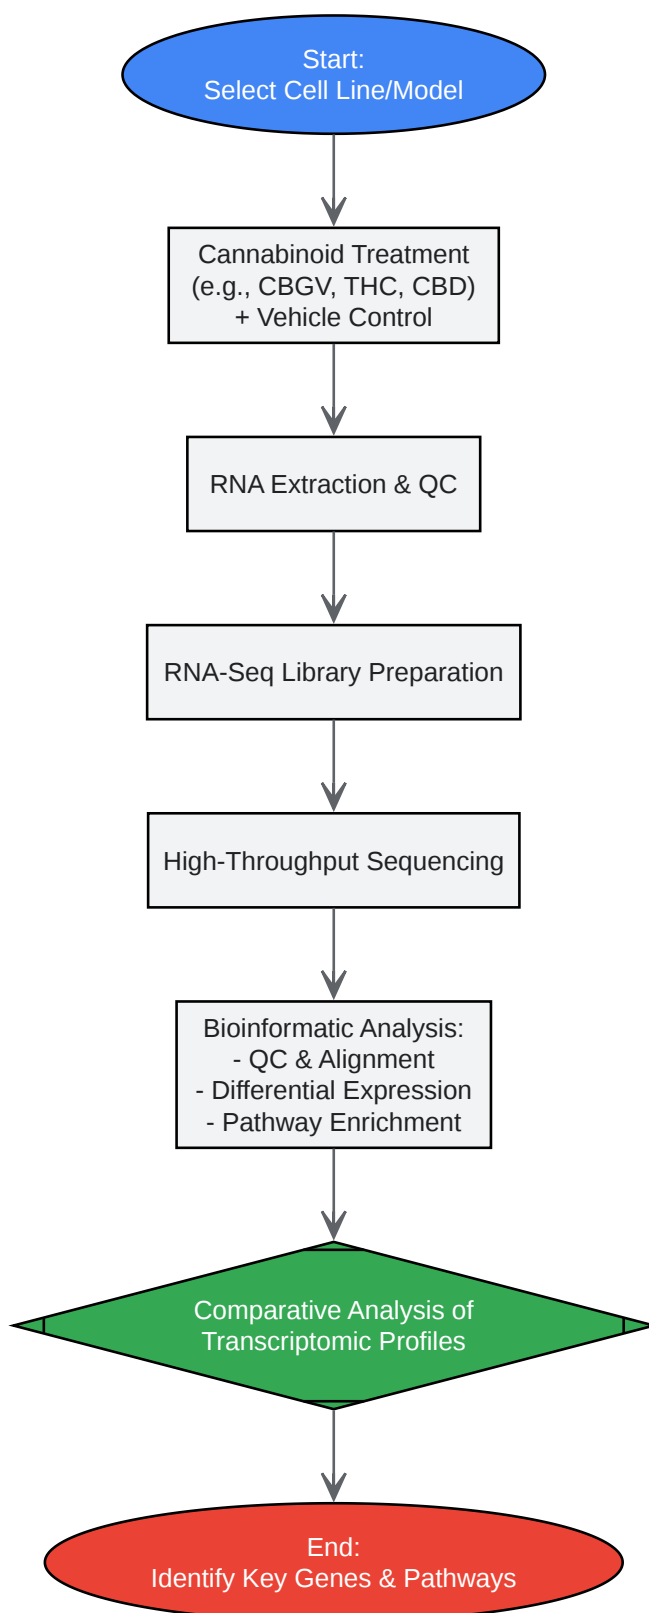 Start:
Select Cell Line/Model
Cannabinoid Treatment
(e.g., CBGV, THC, CBD)
+ Vehicle Control
RNA Extraction & QC
RNA-Seq Library Preparation
High-Throughput Sequencing
Bioinformatic Analysis:
- QC & Alignment
- Differential Expression
- Pathway Enrichment
Comparative Analysis of
Transcriptomic Profiles
End:
Identify Key Genes & Pathways